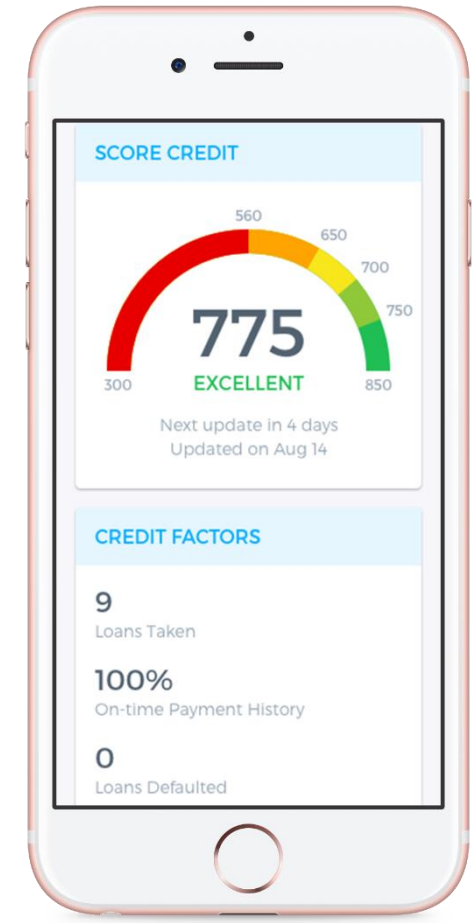 SCORE CREDIT
560
650
700
750
775
300
EXCELLENT
850
Next update in 4 days
Updated on Aug 14
CREDIT FACTORS
9
Loans Taken
100%
On-time Payment History
0
Loans Defaulted